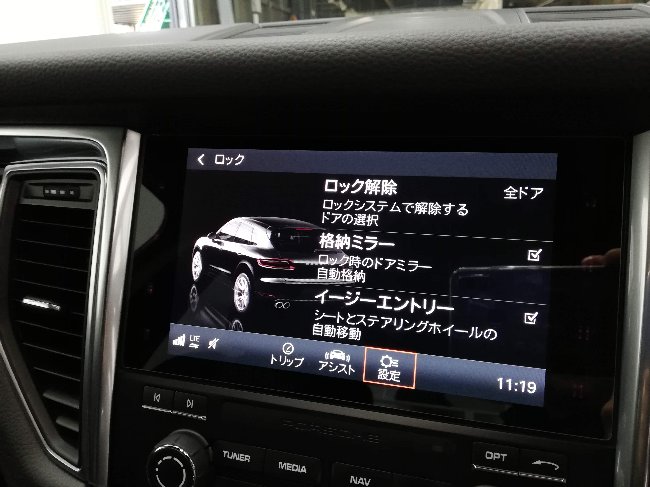 ロック
ロック解除
全ドア
ロックシステムで解除する
ドアの選択
格納ミラー
ロック時のドアミラー
自動格納
イージーエントリー
シートとステアリングホイールの
自動移動
LTE
トリップ
アシスト
設定
11:19
TUNER
MEDIA
NAV
OPT